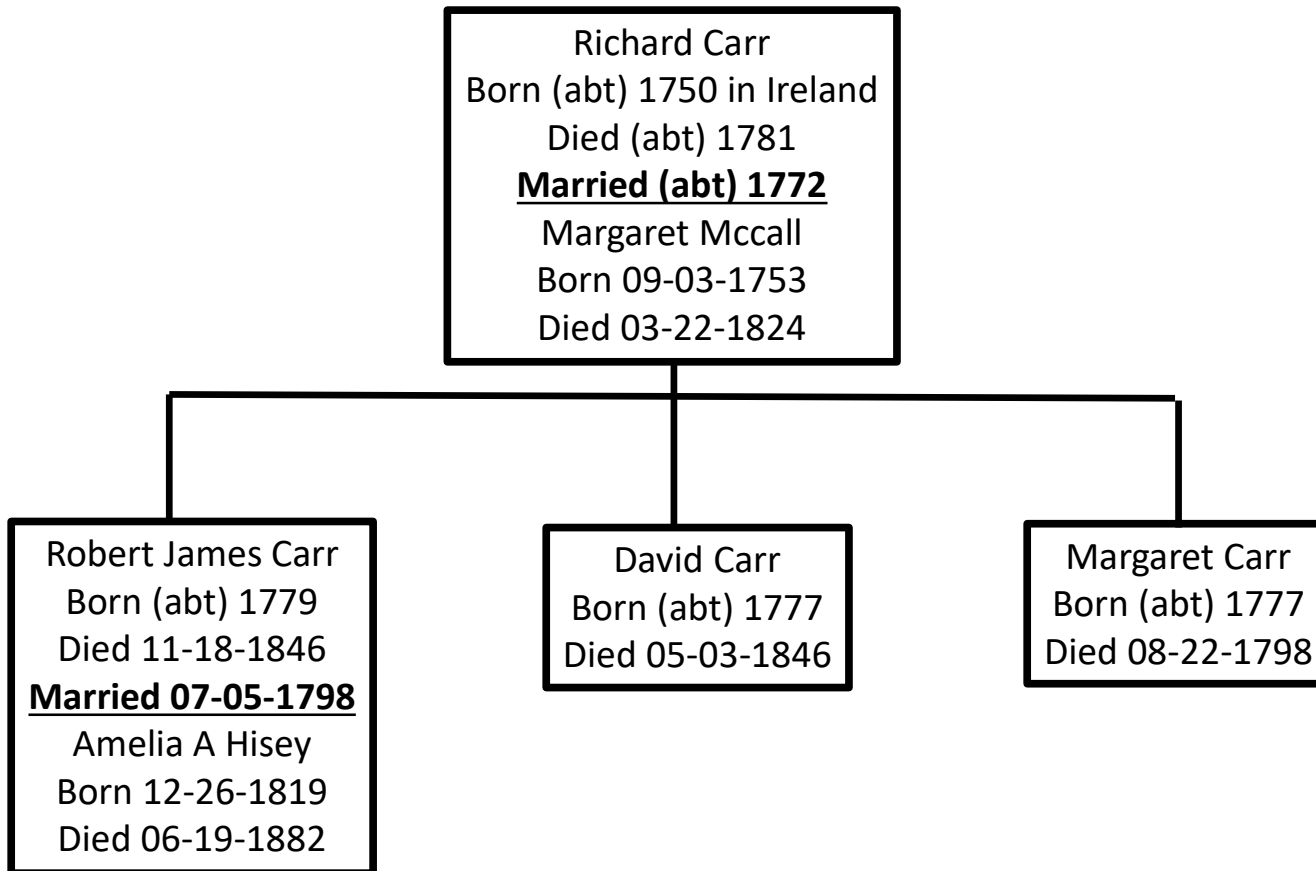 Richard Carr
Born (abt) 1750 in Ireland
Died (abt) 1781
Married (abt) 1772
Margaret Mccall
Born 09-03-1753
Died 03-22-1824
Robert James Carr
Born (abt) 1779
Died 11-18-1846
Married 07-05-1798
Amelia A Hisey
Born 12-26-1819
Died 06-19-1882
David Carr
Born (abt) 1777
Died 05-03-1846
Margaret Carr
Born (abt) 1777
Died 08-22-1798